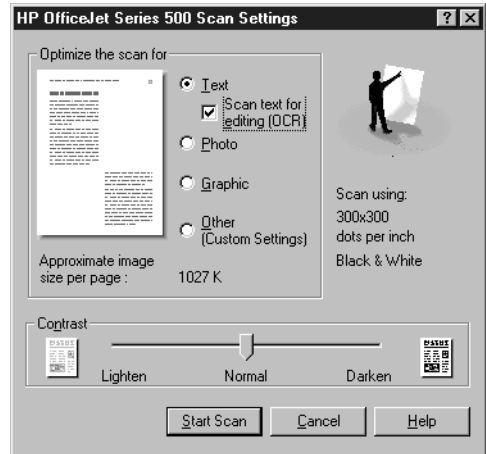 HP OfficeJet Series 500 Scan Settings
Optimize the scan for
Text
Scan text for
editing (OCR)
Photo
Graphic
Other
(Custom Settings)
Approximate image
size per page : 1027 K
Scan using:
300x300
dots per inch
Black & White
Contrast
Lighten Normal Darken
Start Scan Cancel Help